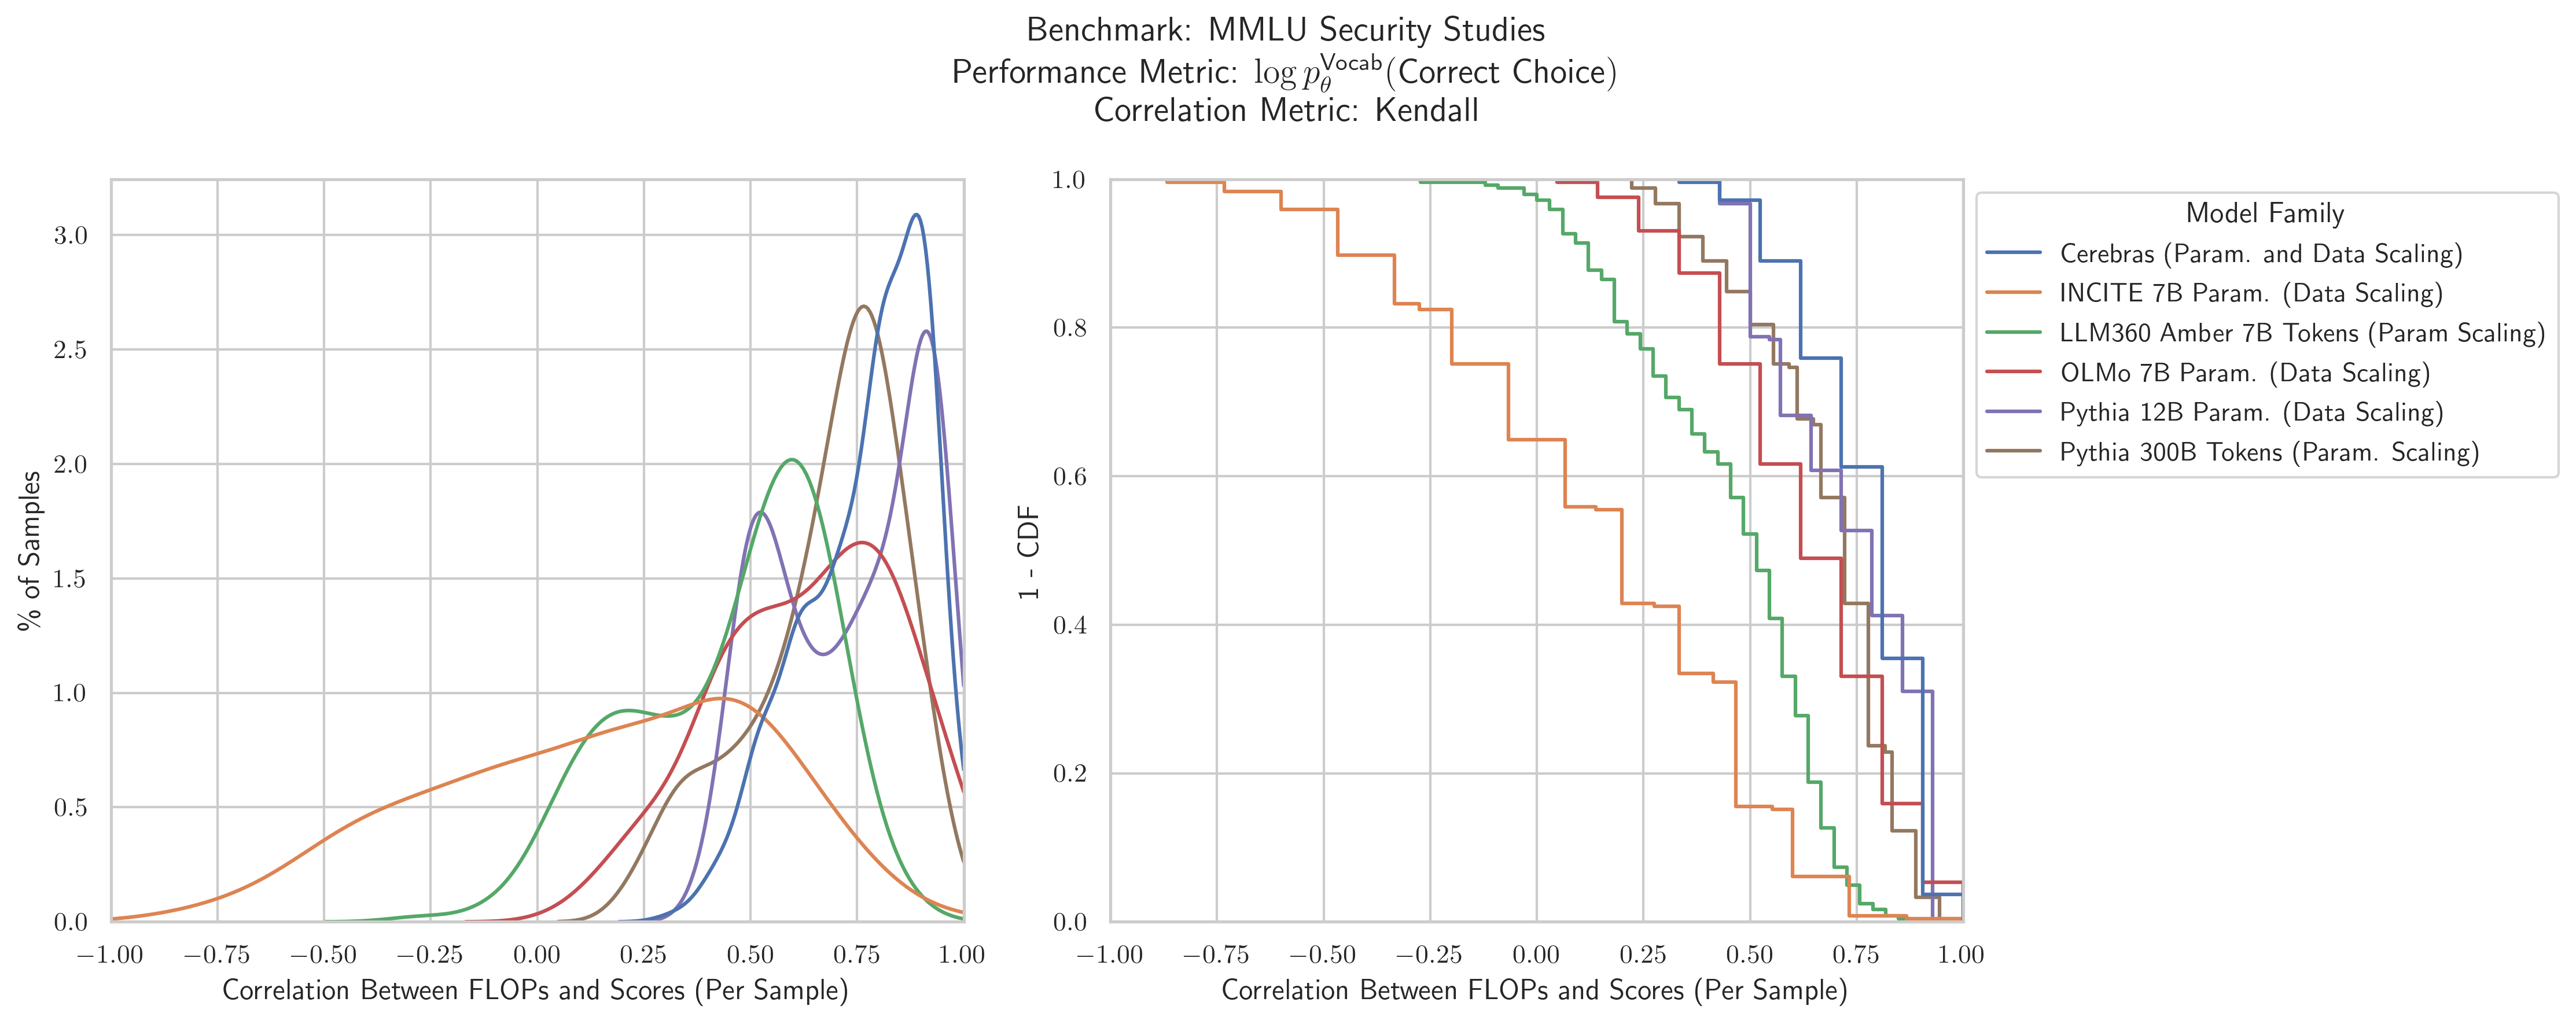 Benchmark: MMLU Security Studies
Performance Metric: log p_θ^Vocab(Correct Choice)
Correlation Metric: Kendall
% of Samples
3.0
2.5
2.0
1.5
1.0
0.5
0.0
−1.00 −0.75 −0.50 −0.25 0.00 0.25 0.50 0.75 1.00
Correlation Between FLOPs and Scores (Per Sample)
1 - CDF
1.0
0.8
0.6
0.4
0.2
0.0
−1.00 −0.75 −0.50 −0.25 0.00 0.25 0.50 0.75 1.00
Correlation Between FLOPs and Scores (Per Sample)
Model Family
Cerebras (Param. and Data Scaling)
INCITE 7B Param. (Data Scaling)
LLM360 Amber 7B Tokens (Param Scaling)
OLMo 7B Param. (Data Scaling)
Pythia 12B Param. (Data Scaling)
Pythia 300B Tokens (Param. Scaling)